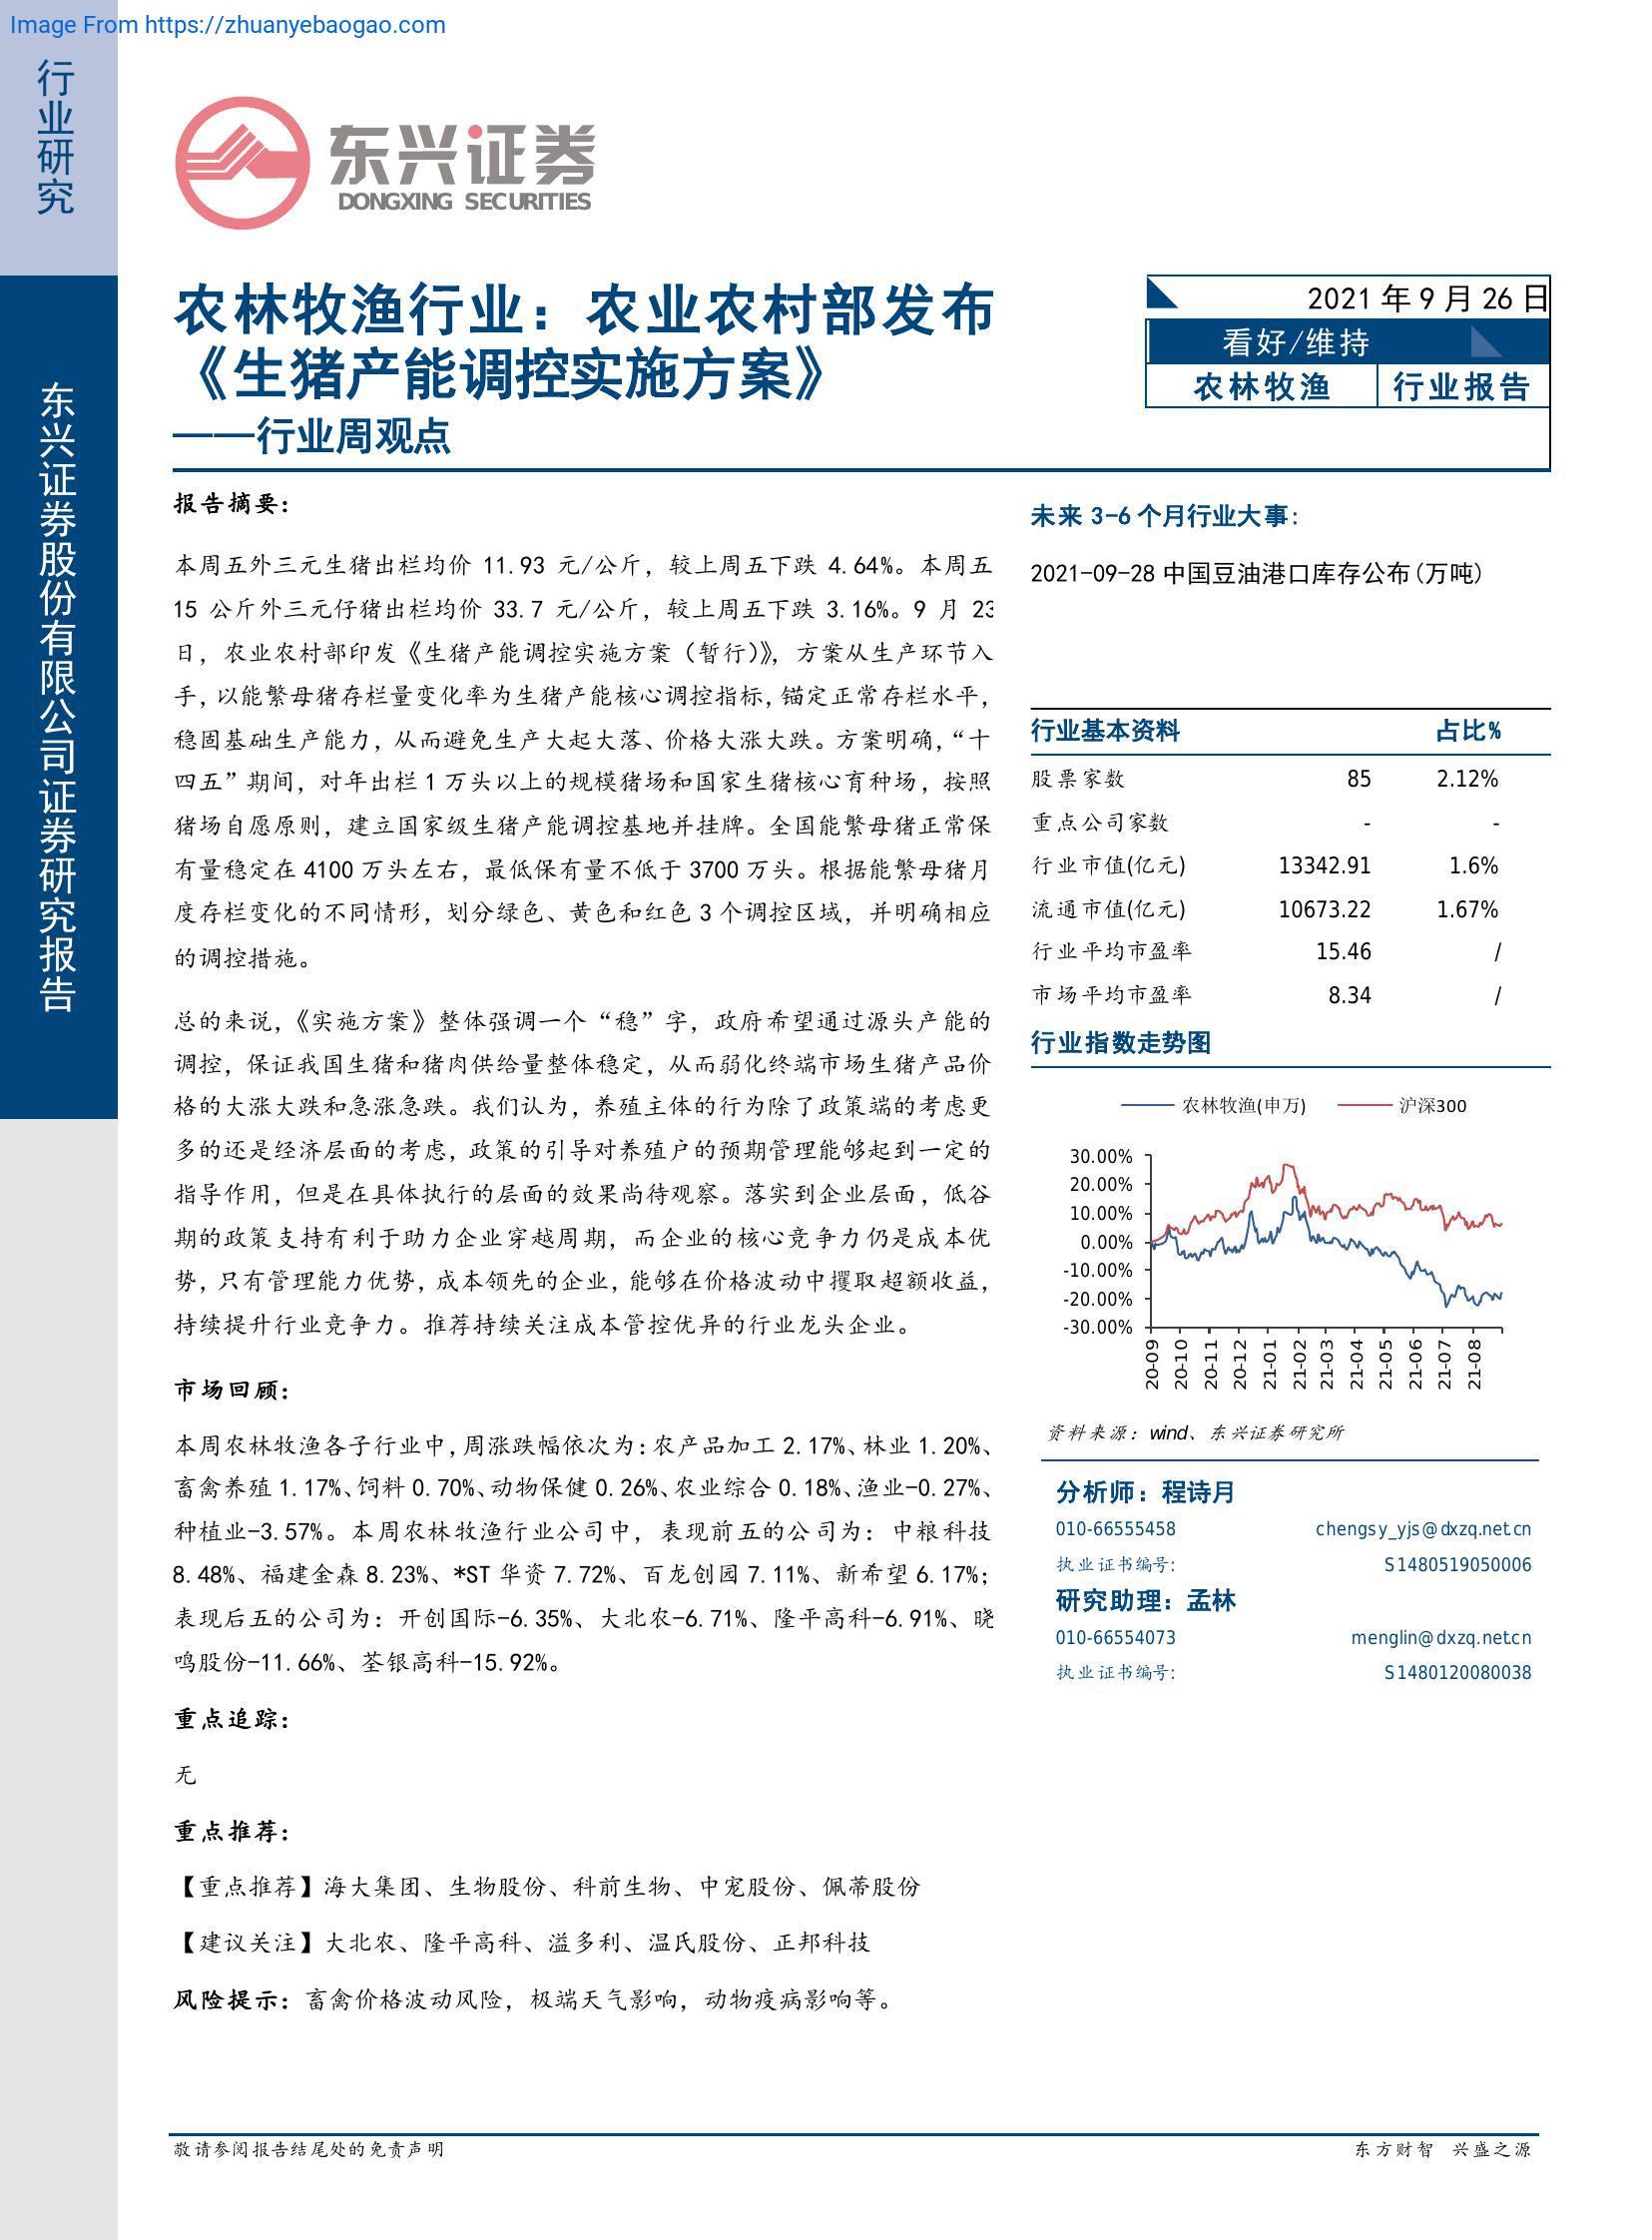 Image From https://zhuanyebaogao.com
行业研究
东兴证券股份有限公司证券研究报告
东兴证券
DONGXING SECURITIES
农林牧渔行业：农业农村部发布
《生猪产能调控实施方案》
——行业周观点
2021 年 9 月 26 日
看好/维持
农林牧渔 行业报告
报告摘要：
本周五外三元生猪出栏均价 11.93 元/公斤，较上周五下跌 4.64%。本周五
15 公斤外三元仔猪出栏均价 33.7 元/公斤，较上周五下跌 3.16%。9 月 23
日，农业农村部印发《生猪产能调控实施方案（暂行）》，方案从生产环节入
手，以能繁母猪存栏量变化率为生猪产能核心调控指标，锚定正常存栏水平，
稳固基础生产能力，从而避免生产大起大落、价格大涨大跌。方案明确，“十
四五”期间，对年出栏 1 万头以上的规模猪场和国家生猪核心育种场，按照
猪场自愿原则，建立国家级生猪产能调控基地并挂牌。全国能繁母猪正常保
有量稳定在 4100 万头左右，最低保有量不低于 3700 万头。根据能繁母猪月
度存栏变化的不同情形，划分绿色、黄色和红色 3 个调控区域，并明确相应
的调控措施。
总的来说，《实施方案》整体强调一个“稳”字，政府希望通过源头产能的
调控，保证我国生猪和猪肉供给量整体稳定，从而弱化终端市场生猪产品价
格的大涨大跌和急涨急跌。我们认为，养殖主体的行为除了政策端的考虑更
多的还是经济层面的考虑，政策的引导对养殖户的预期管理能够起到一定的
指导作用，但是在具体执行的层面的效果尚待观察。落实到企业层面，低谷
期的政策支持有利于助力企业穿越周期，而企业的核心竞争力仍是成本优
势，只有管理能力优势，成本领先的企业，能够在价格波动中攫取超额收益，
持续提升行业竞争力。推荐持续关注成本管控优异的行业龙头企业。
市场回顾：
本周农林牧渔各子行业中，周涨跌幅依次为：农产品加工 2.17%、林业 1.20%、
畜禽养殖 1.17%、饲料 0.70%、动物保健 0.26%、农业综合 0.18%、渔业-0.27%、
种植业-3.57%。本周农林牧渔行业公司中，表现前五的公司为：中粮科技
8.48%、福建金森 8.23%、*ST 华资 7.72%、百龙创园 7.11%、新希望 6.17%；
表现后五的公司为：开创国际-6.35%、大北农-6.71%、隆平高科-6.91%、晓
鸣股份-11.66%、荃银高科-15.92%。
重点追踪：
无
重点推荐：
【重点推荐】海大集团、生物股份、科前生物、中宠股份、佩蒂股份
【建议关注】大北农、隆平高科、溢多利、温氏股份、正邦科技
风险提示：畜禽价格波动风险，极端天气影响，动物疫病影响等。
未来 3-6 个月行业大事：
2021-09-28 中国豆油港口库存公布(万吨)
行业基本资料 占比%
股票家数 85 2.12%
重点公司家数 - -
行业市值(亿元) 13342.91 1.6%
流通市值(亿元) 10673.22 1.67%
行业平均市盈率 15.46 /
市场平均市盈率 8.34 /
行业指数走势图
农林牧渔(申万) 沪深300
30.00%
20.00%
10.00%
0.00%
-10.00%
-20.00%
-30.00%
20-09 20-10 20-11 20-12 21-01 21-02 21-03 21-04 21-05 21-06 21-07 21-08
资料来源：wind、东兴证券研究所
分析师：程诗月
010-66555458 chengsy_yjs@dxzq.net.cn
执业证书编号: S1480519050006
研究助理：孟林
010-66554073 menglin@dxzq.net.cn
执业证书编号: S1480120080038
敬请参阅报告结尾处的免责声明 东方财智 兴盛之源